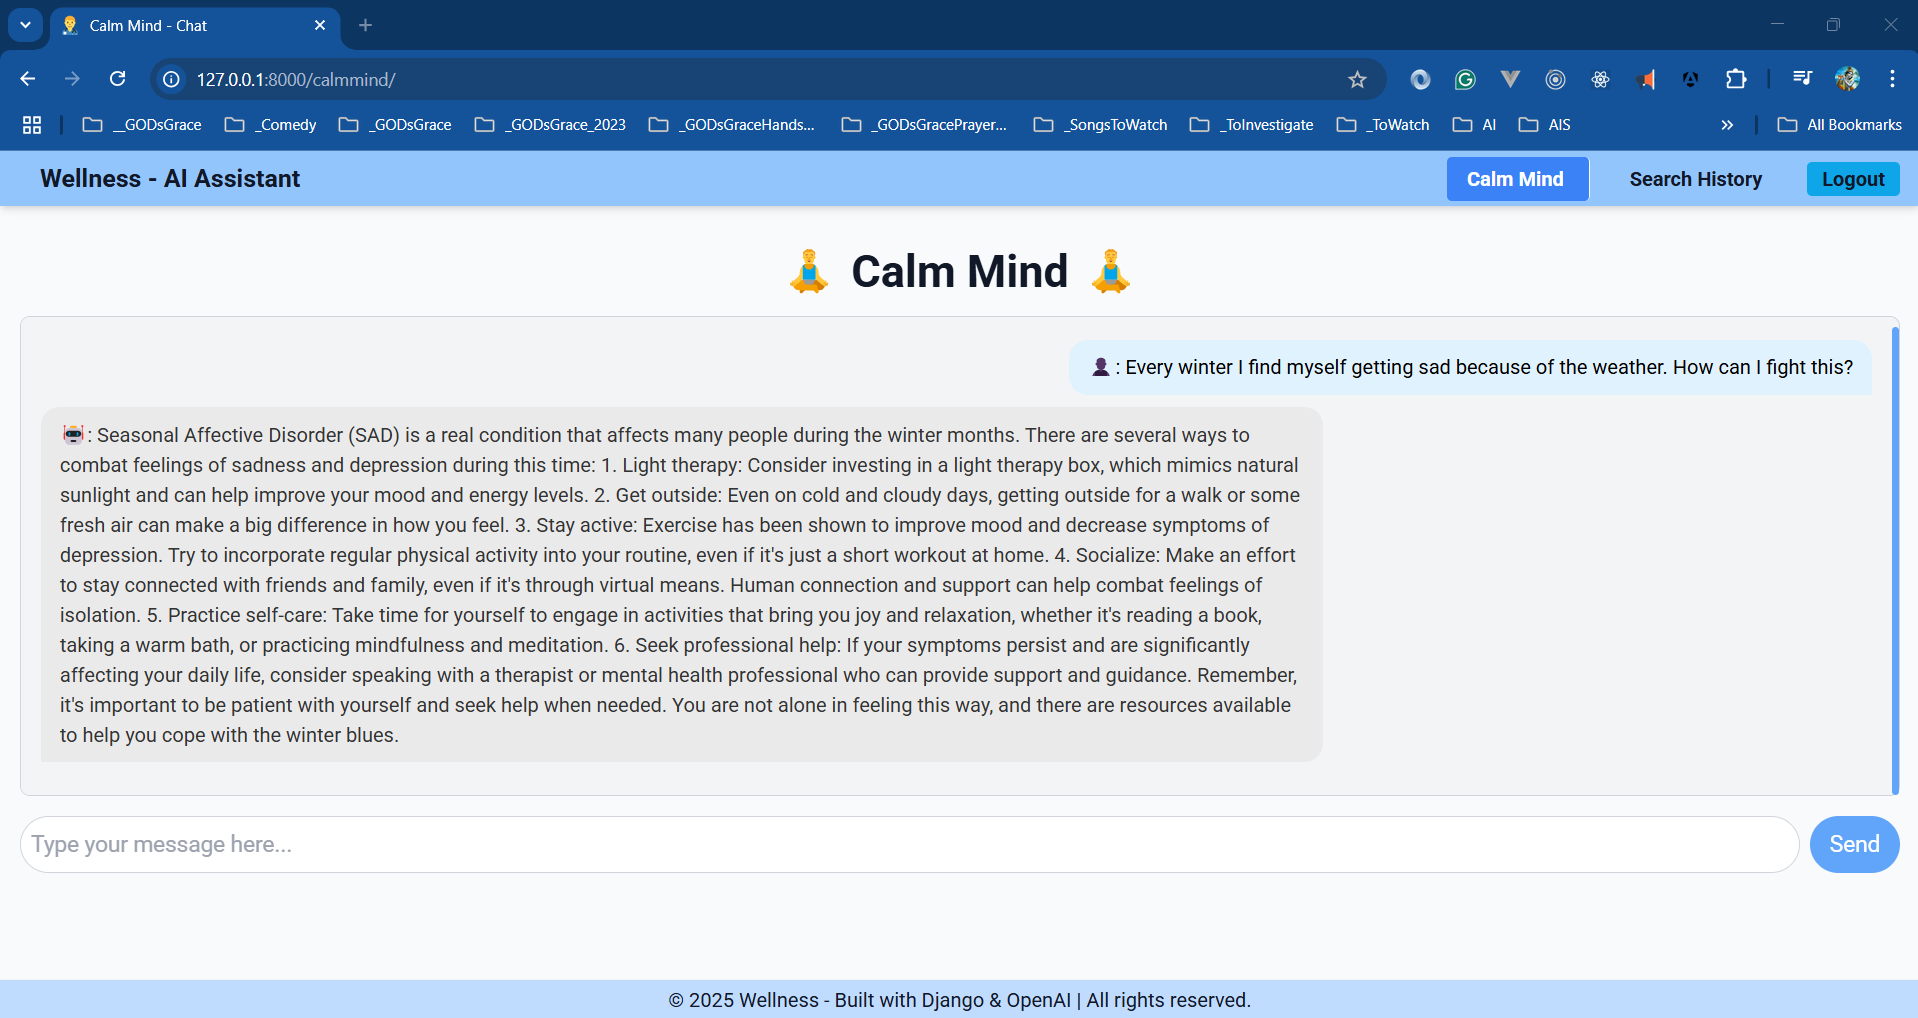 Calm Mind - Chat
127.0.0.1:8000/calmmind/
__GODsGrace
_Comedy
_GODsGrace
_GODsGrace_2023
_GODsGraceHands...
_GODsGracePrayer...
_SongsToWatch
_ToInvestigate
_ToWatch
AI
AIS
All Bookmarks
Wellness - AI Assistant
Calm Mind
Search History
Logout
Calm Mind
: Every winter I find myself getting sad because of the weather. How can I fight this?
: Seasonal Affective Disorder (SAD) is a real condition that affects many people during the winter months. There are several ways to
combat feelings of sadness and depression during this time: 1. Light therapy: Consider investing in a light therapy box, which mimics natural
sunlight and can help improve your mood and energy levels. 2. Get outside: Even on cold and cloudy days, getting outside for a walk or some
fresh air can make a big difference in how you feel. 3. Stay active: Exercise has been shown to improve mood and decrease symptoms of
depression. Try to incorporate regular physical activity into your routine, even if it's just a short workout at home. 4. Socialize: Make an effort
to stay connected with friends and family, even if it's through virtual means. Human connection and support can help combat feelings of
isolation. 5. Practice self-care: Take time for yourself to engage in activities that bring you joy and relaxation, whether it's reading a book,
taking a warm bath, or practicing mindfulness and meditation. 6. Seek professional help: If your symptoms persist and are significantly
affecting your daily life, consider speaking with a therapist or mental health professional who can provide support and guidance. Remember,
it's important to be patient with yourself and seek help when needed. You are not alone in feeling this way, and there are resources available
to help you cope with the winter blues.
Type your message here...
Send
© 2025 Wellness - Built with Django & OpenAI | All rights reserved.